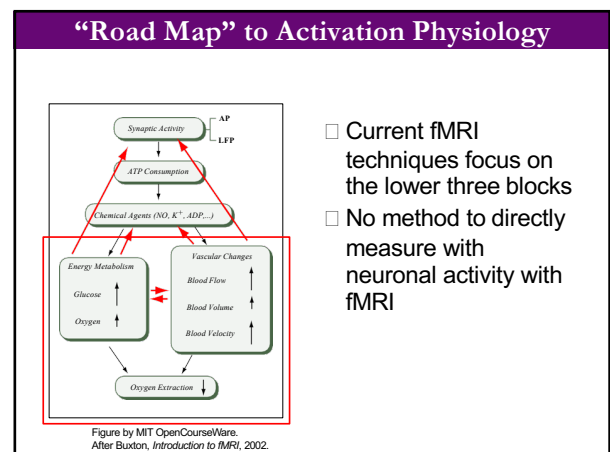 “Road Map” to Activation Physiology
Synaptic Activity
AP
LFP
ATP Consumption
Chemical Agents (NO, K+, ADP,...)
Energy Metabolism
Glucose
Oxygen
Vascular Changes
Blood Flow
Blood Volume
Blood Velocity
Oxygen Extraction
Figure by MIT OpenCourseWare.
After Buxton, Introduction to fMRI, 2002.
□ Current fMRI
techniques focus on
the lower three blocks
□ No method to directly
measure with
neuronal activity with
fMRI